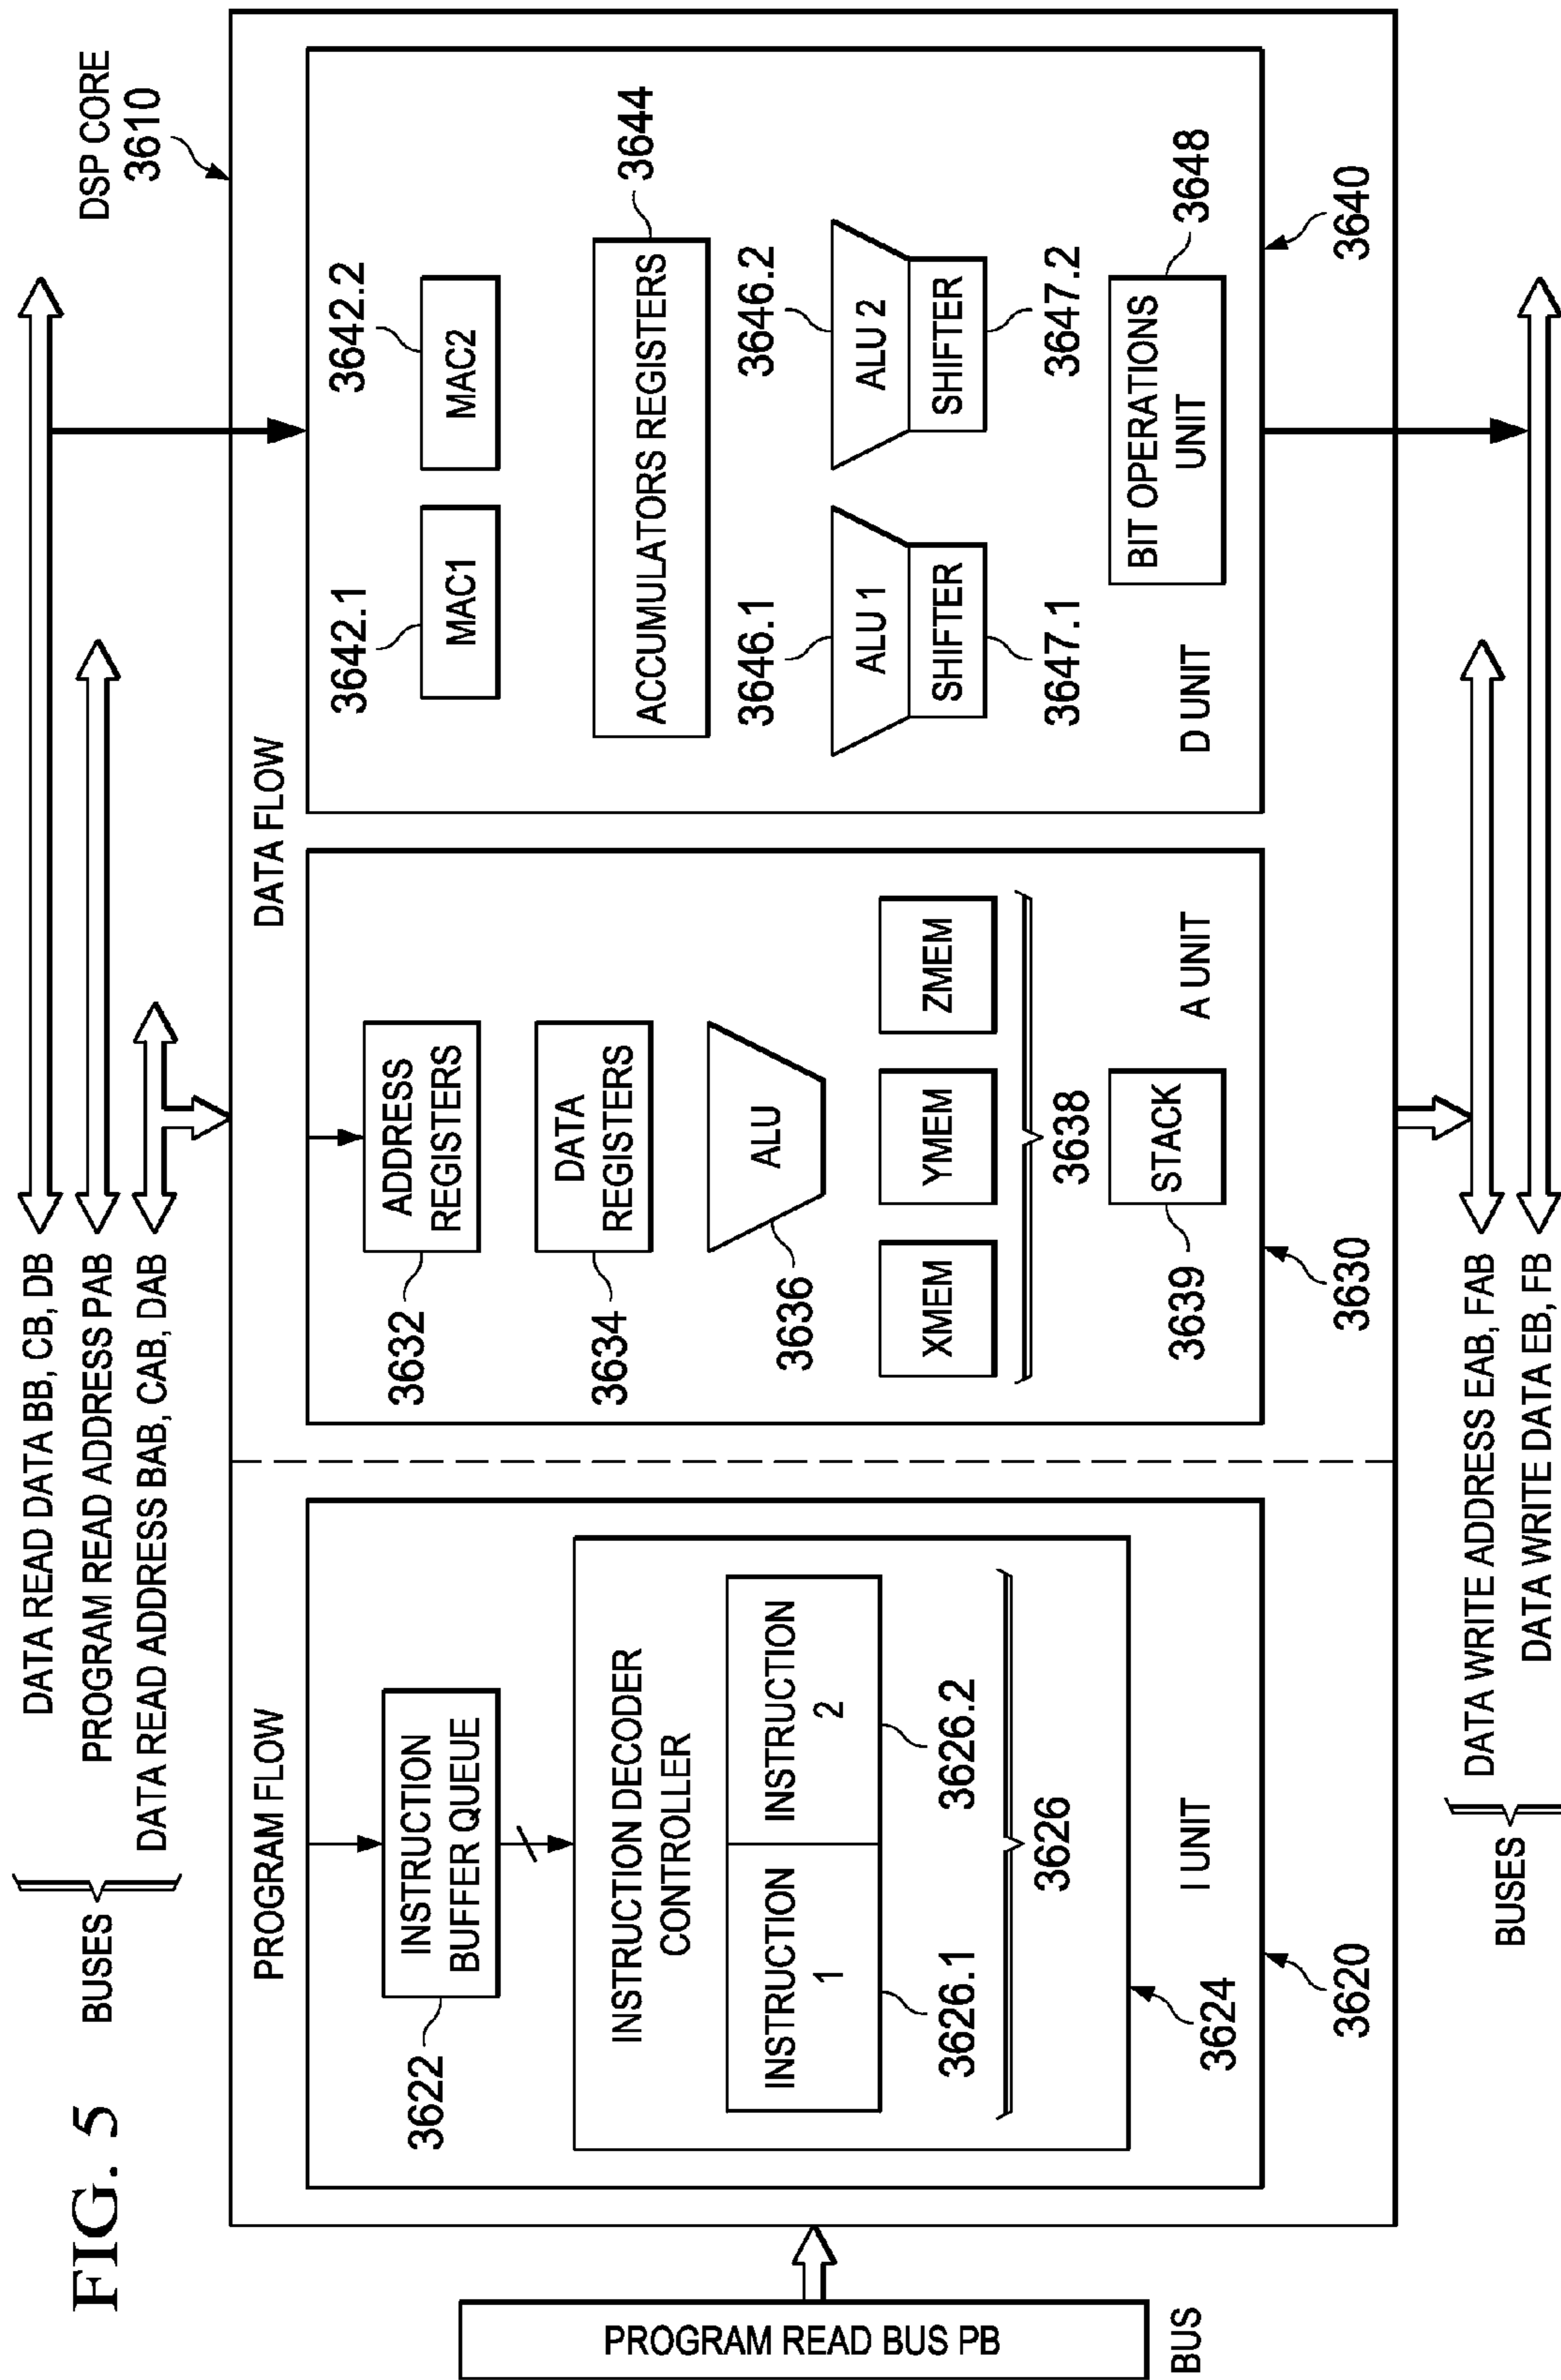 FIG. 5
BUSES
DATA READ DATA BB, CB, DB
PROGRAM READ ADDRESS PAB
DATA READ ADDRESS BAB, CAB, DAB
DSP CORE
3610
PROGRAM READ BUS PB
BUS
PROGRAM FLOW
3622
INSTRUCTION
BUFFER QUEUE
INSTRUCTION DECODER
CONTROLLER
INSTRUCTION
1
INSTRUCTION
2
3626.1
3626.2
3626
3624
I UNIT
3620
DATA FLOW
ADDRESS
REGISTERS
3632
DATA
REGISTERS
3634
ALU
3636
XMEM
YMEM
ZMEM
3638
STACK
3639
A UNIT
3630
3642.1
3642.2
MAC1
MAC2
3644
ACCUMULATORS REGISTERS
3646.1
3646.2
ALU 1
ALU 2
SHIFTER
SHIFTER
3647.1
3647.2
BIT OPERATIONS
UNIT
3648
D UNIT
3640
BUSES
DATA WRITE ADDRESS EAB, FAB
DATA WRITE DATA EB, FB